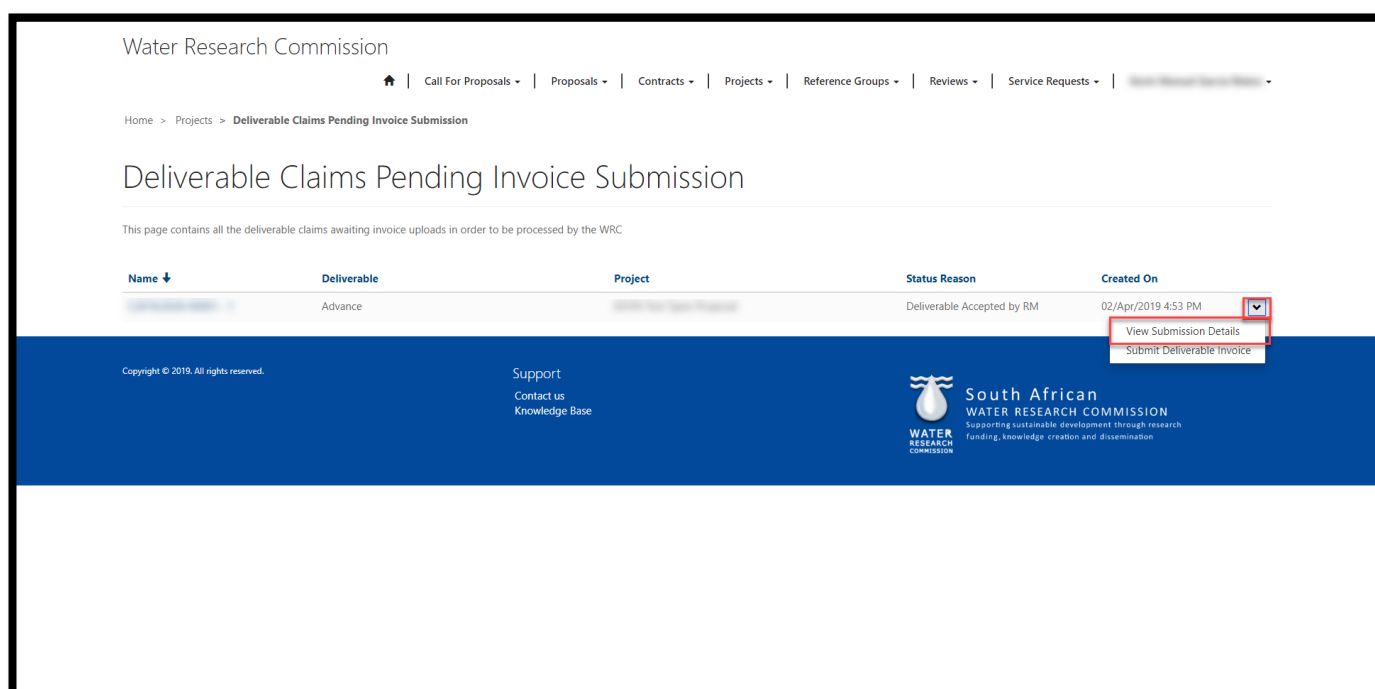 Water Research Commission
Call For Proposals Proposals Contracts Projects Reference Groups Reviews Service Requests
Home > Projects > Deliverable Claims Pending Invoice Submission
Deliverable Claims Pending Invoice Submission
This page contains all the deliverable claims awaiting invoice uploads in order to be processed by the WRC
Name Deliverable Project Status Reason Created On
Advance Deliverable Accepted by RM 02/Apr/2019 4:53 PM
View Submission Details
Submit Deliverable Invoice
Copyright © 2019. All rights reserved.
Support
Contact us
Knowledge Base
WATER
RESEARCH
COMMISSION
South African
WATER RESEARCH COMMISSION
Supporting sustainable development through research
funding, knowledge creation and dissemination